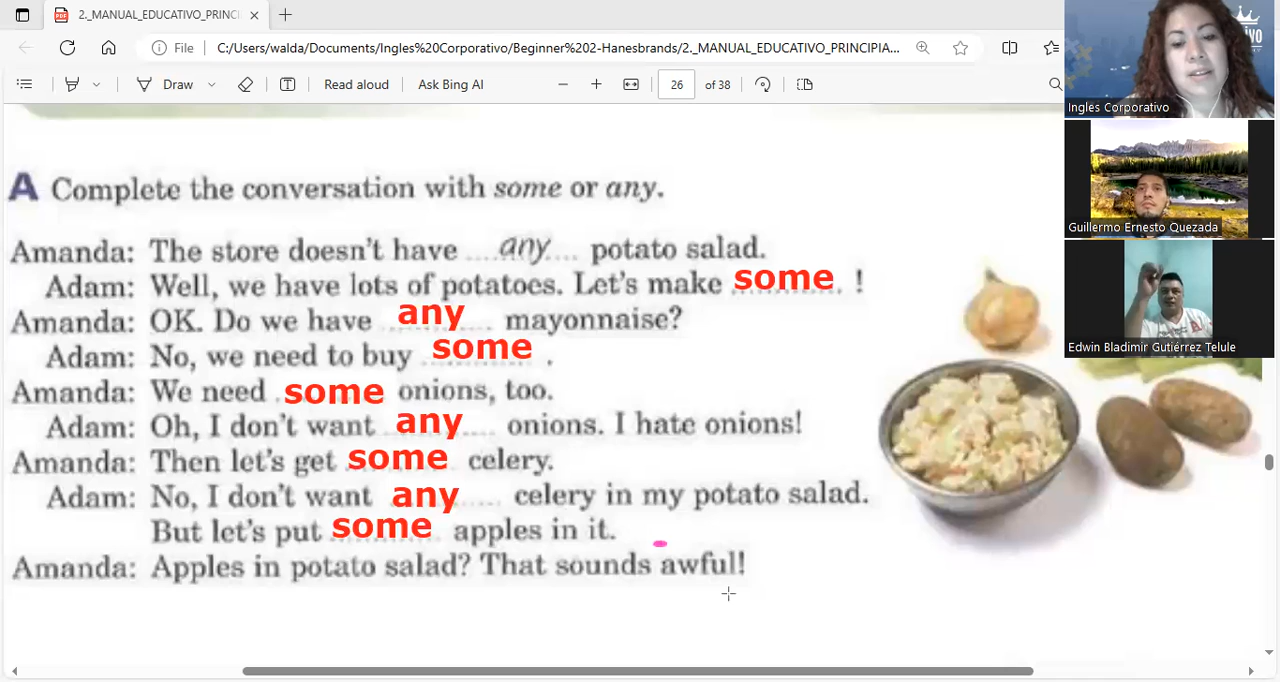 2._MANUAL_EDUCATIVO_PRINCI
File C:/Users/walda/Documents/Ingles%20Corporativo/Beginner%202-Hanesbrands/2._MANUAL_EDUCATIVO_PRINCIPIA...
Draw Read aloud Ask Bing AI 26 of 38
Inglés Corporativo
Guillermo Ernesto Quezada
Edwin Bladimir Gutiérrez Telule
A Complete the conversation with some or any.
Amanda: The store doesn't have ....any.... potato salad.
Adam: Well, we have lots of potatoes. Let's make some !
Amanda: OK. Do we have any mayonnaise?
Adam: No, we need to buy some .
Amanda: We need some onions, too.
Adam: Oh, I don't want any onions. I hate onions!
Amanda: Then let's get some celery.
Adam: No, I don't want any celery in my potato salad.
But let's put some apples in it.
Amanda: Apples in potato salad? That sounds awful!